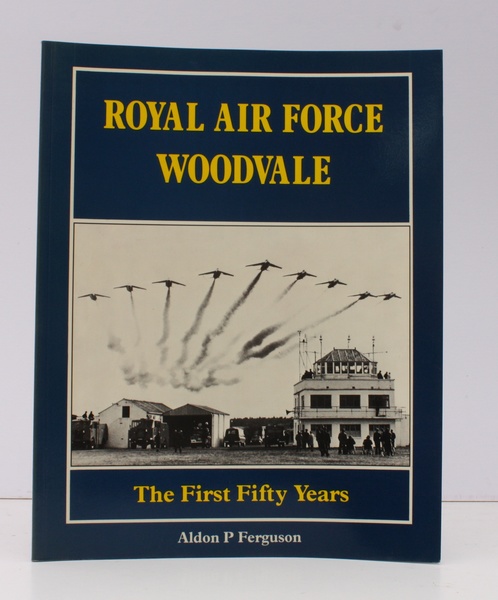 ROYAL AIR FORCE
WOODVALE
The First Fifty Years
Aldon P Ferguson